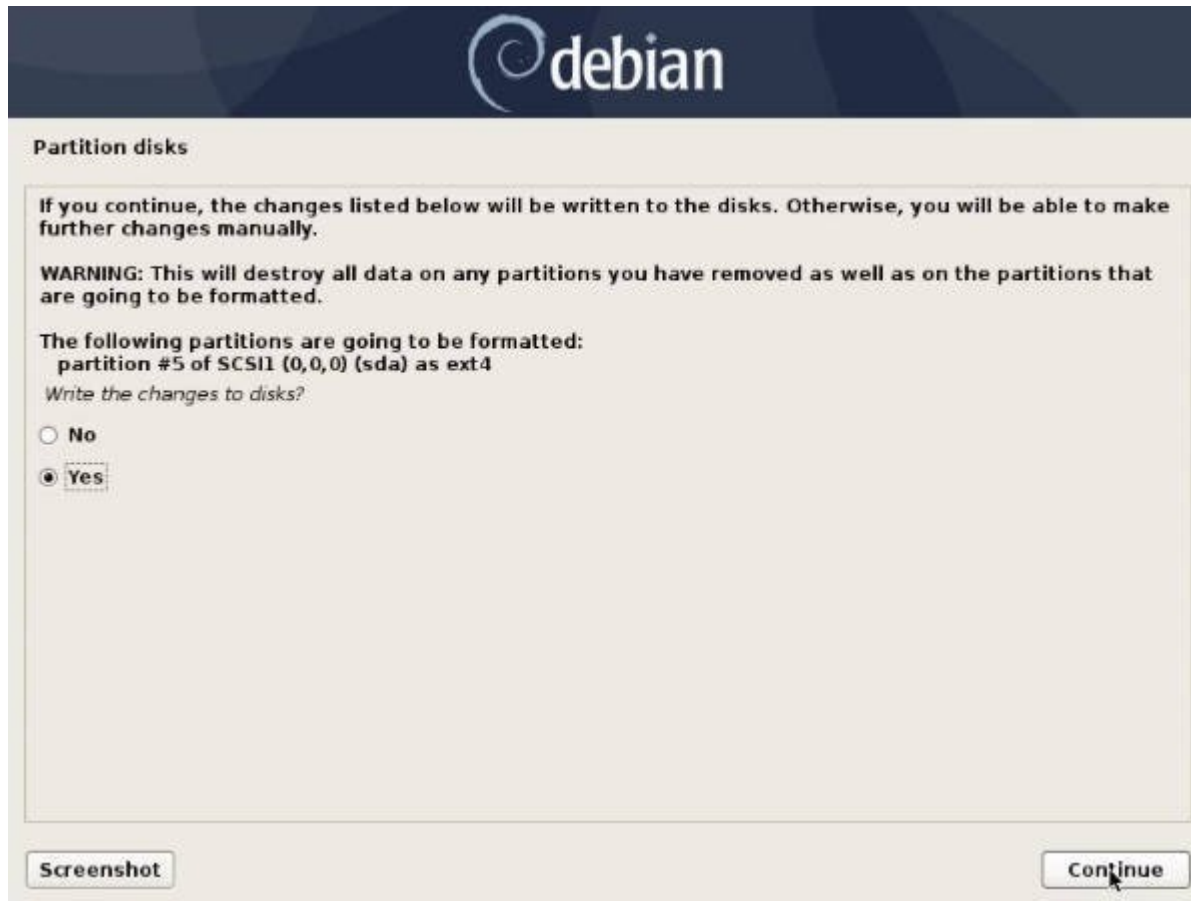 debian
Partition disks
If you continue, the changes listed below will be written to the disks. Otherwise, you will be able to make
further changes manually.
WARNING: This will destroy all data on any partitions you have removed as well as on the partitions that
are going to be formatted.
The following partitions are going to be formatted:
partition #5 of SCSI1 (0,0,0) (sda) as ext4
Write the changes to disks?
No
Yes
Screenshot
Continue